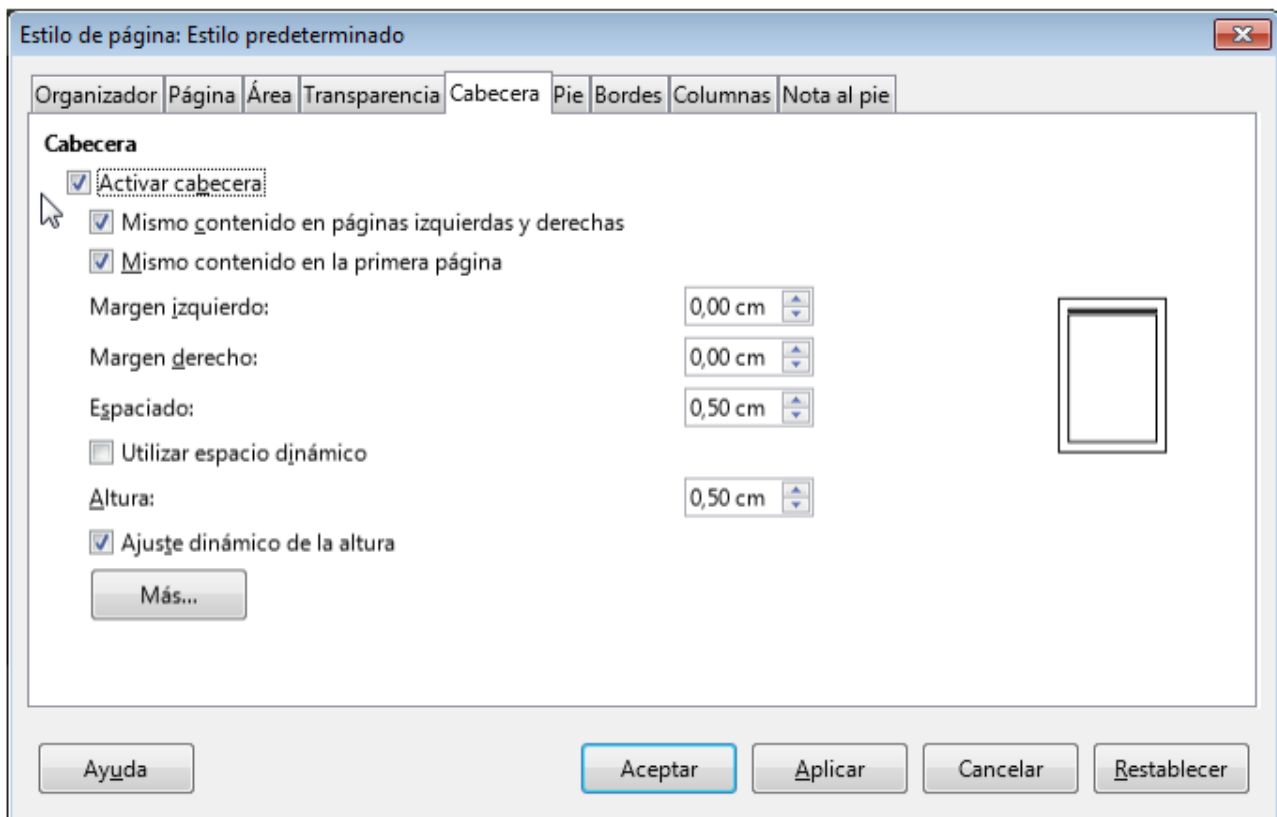 Estilo de página: Estilo predeterminado
Organizador Página Área Transparencia Cabecera Pie Bordes Columnas Nota al pie
Cabecera
Activar cabecera
Mismo contenido en páginas izquierdas y derechas
Mismo contenido en la primera página
Margen izquierdo: 0,00 cm
Margen derecho: 0,00 cm
Espaciado: 0,50 cm
Utilizar espacio dinámico
Altura: 0,50 cm
Ajuste dinámico de la altura
Más...
Ayuda Aceptar Aplicar Cancelar Restablecer